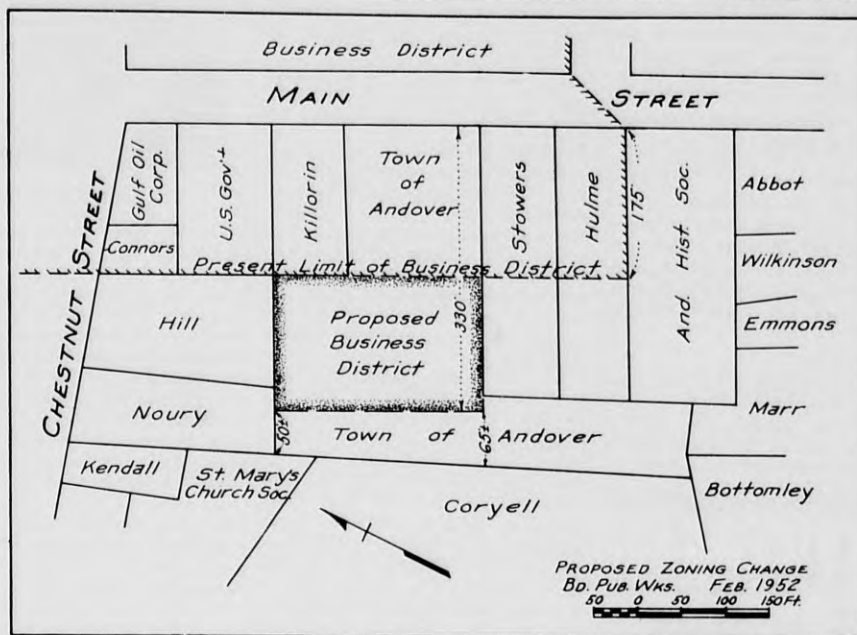 Business District
MAIN STREET
CHESTNUT STREET
Gulf Oil
Corp.
Connors
U.S. Gov't
Killorin
Town
of
Andover
Stowers
Hulme
175
And. Hist. Soc.
Abbot
Wilkinson
Emmons
Marr
Bottomley
Present Limit of Business District
Hill
Proposed
Business
District
330
Noury
50±
Town of Andover
65±
Kendall
St. Mary's
Church Soc.
Coryell
PROPOSED ZONING CHANGE
BD. PUB. WKS. FEB. 1952
50 0 50 100 150 Ft.